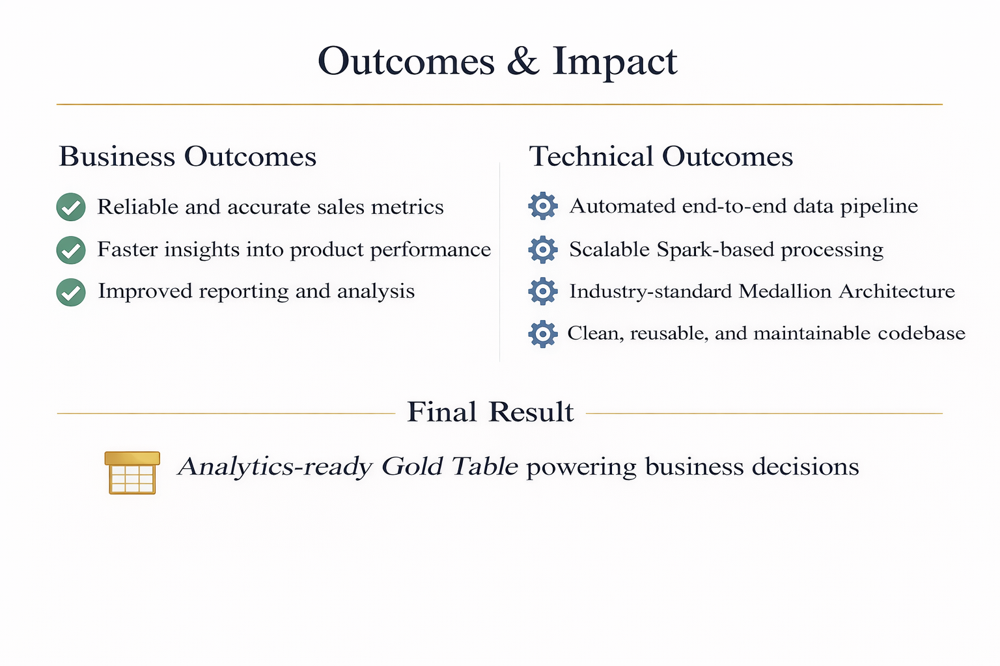 Outcomes & Impact
Business Outcomes
Reliable and accurate sales metrics
Faster insights into product performance
Improved reporting and analysis
Technical Outcomes
Automated end-to-end data pipeline
Scalable Spark-based processing
Industry-standard Medallion Architecture
Clean, reusable, and maintainable codebase
Final Result
Analytics-ready Gold Table powering business decisions